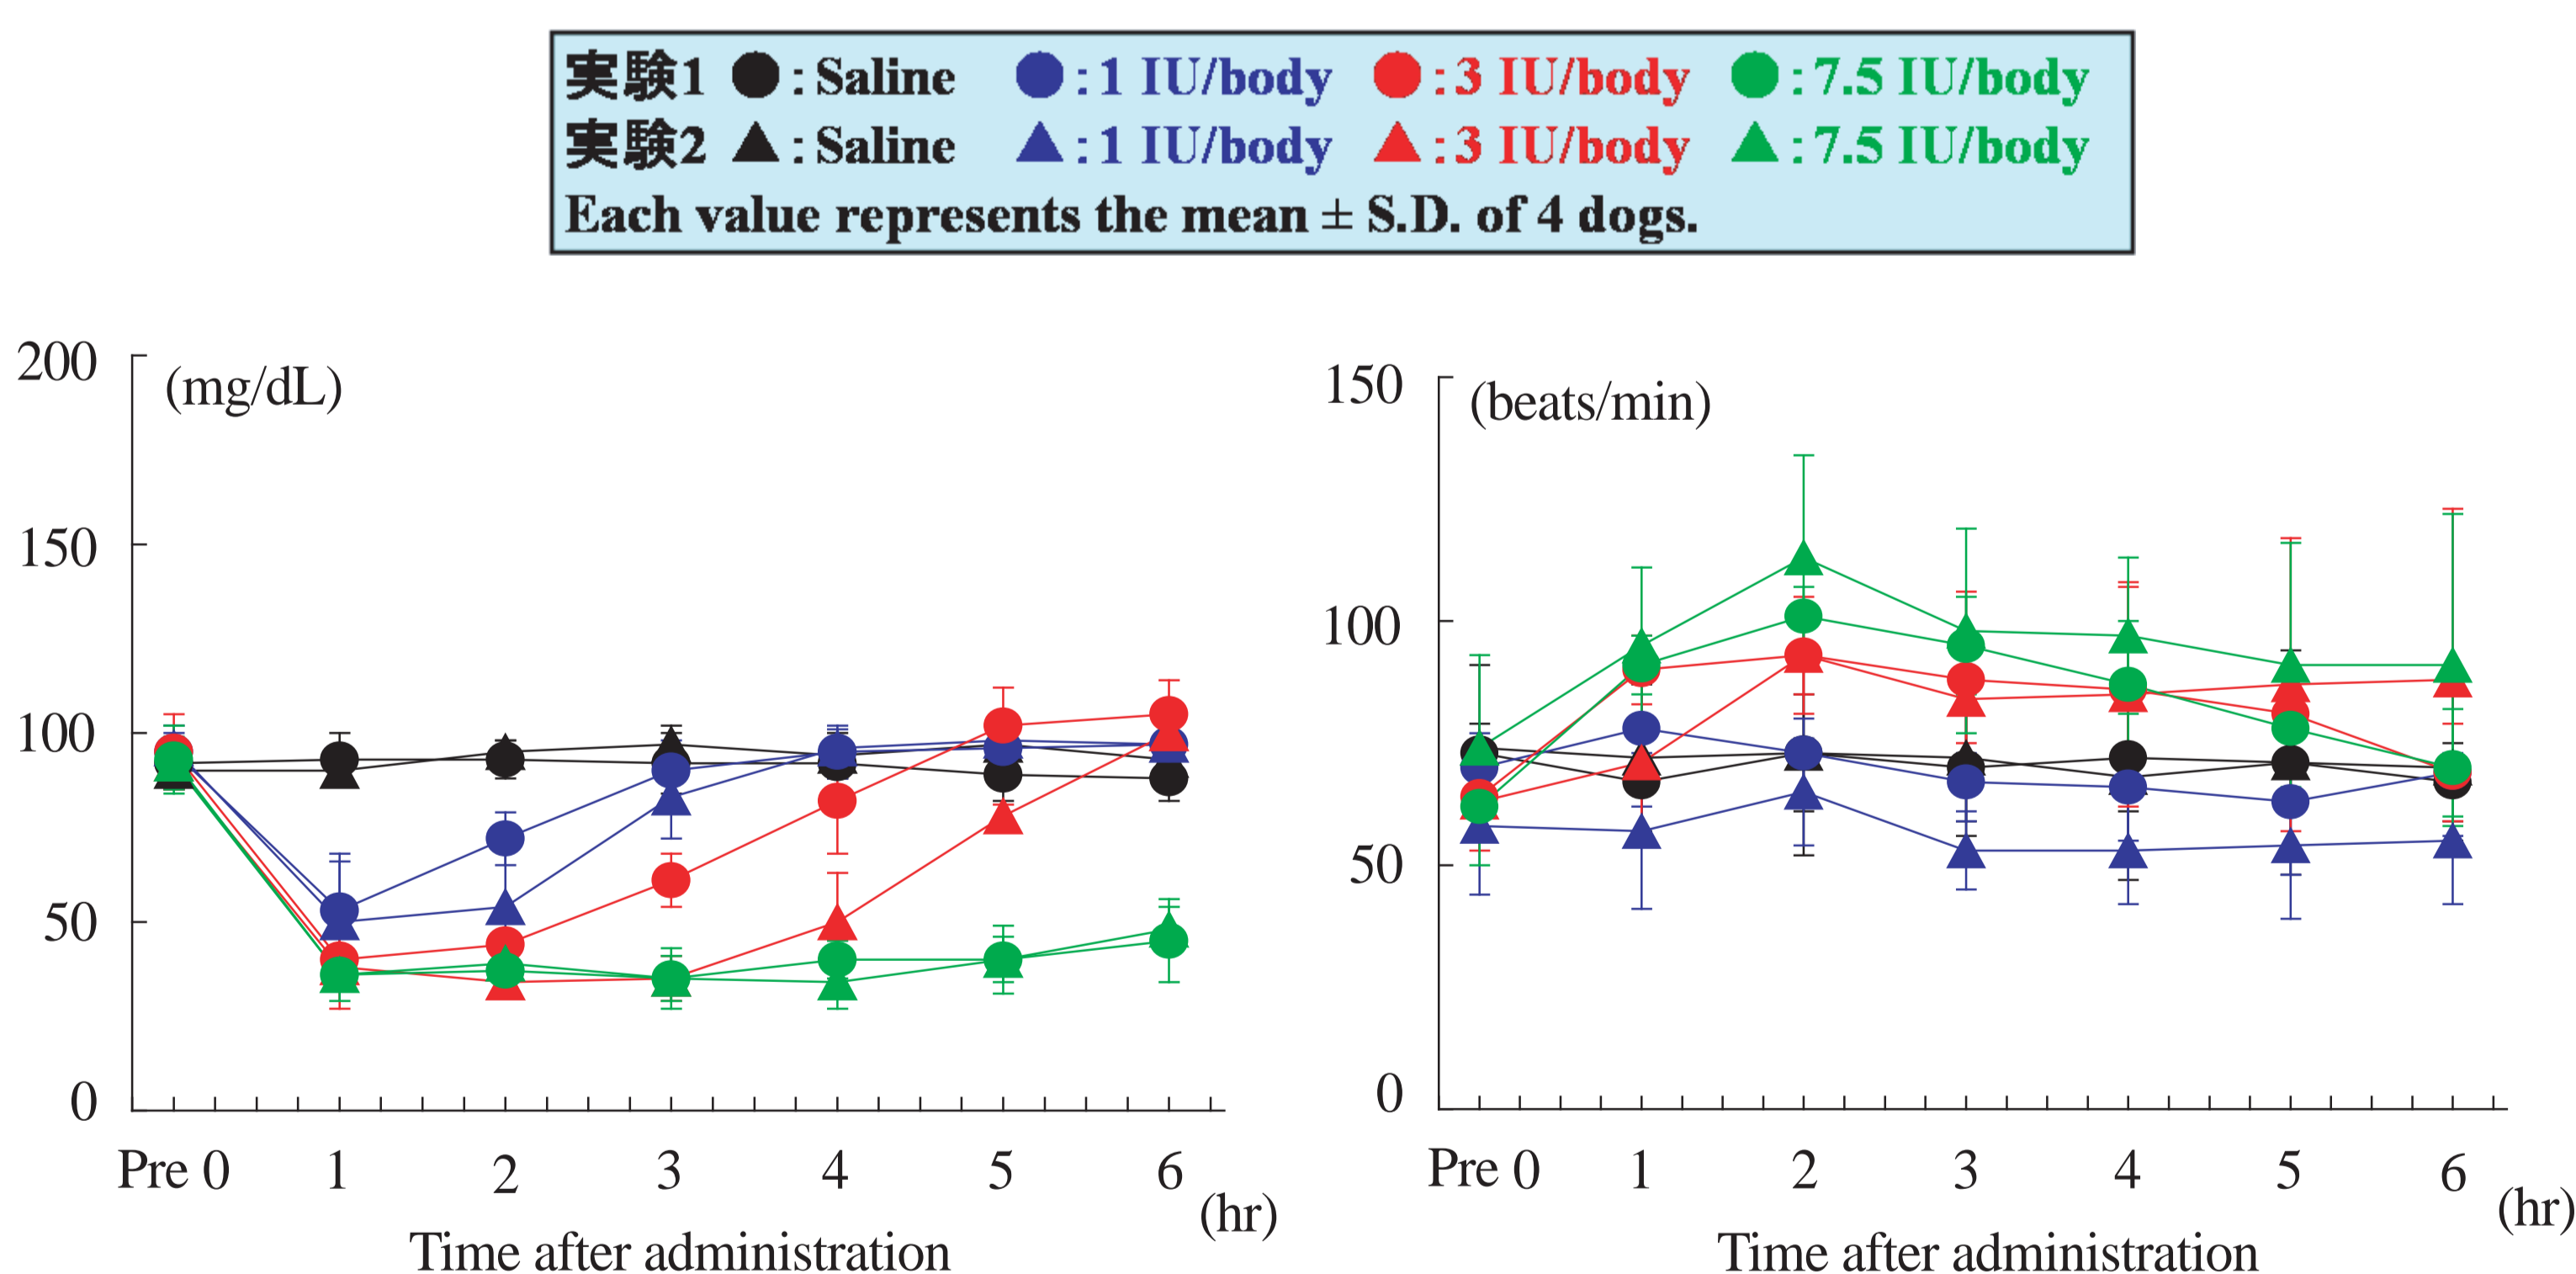 実験1 ● : Saline ● : 1 IU/body ● : 3 IU/body ● : 7.5 IU/body
実験2 ▲ : Saline ▲ : 1 IU/body ▲ : 3 IU/body ▲ : 7.5 IU/body
Each value represents the mean ± S.D. of 4 dogs.
(mg/dL)
200
150
100
50
0
Pre 0 1 2 3 4 5 6
(hr)
Time after administration
(beats/min)
150
100
50
0
Pre 0 1 2 3 4 5 6
(hr)
Time after administration